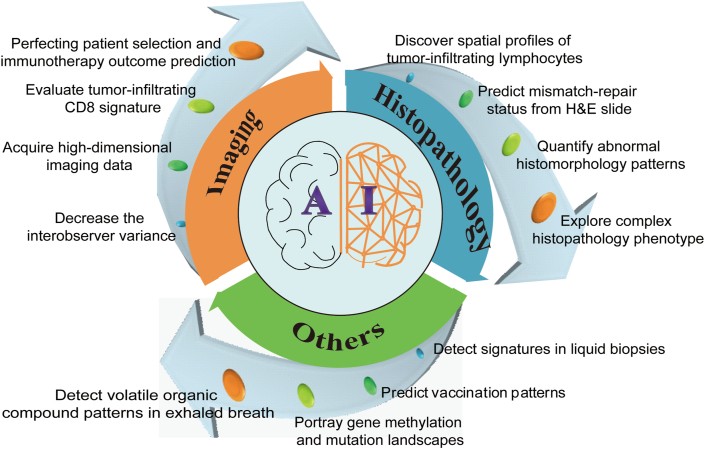 Perfecting patient selection and
immunotherapy outcome prediction
Evaluate tumor-infiltrating
CD8 signature
Acquire high-dimensional
imaging data
Decrease the
interobserver variance
Imaging
Discover spatial profiles of
tumor-infiltrating lymphocytes
Predict mismatch-repair
status from H&E slide
Quantify abnormal
histomorphology patterns
Explore complex
histopathology phenotype
Histopathology
AI
Others
Detect signatures in liquid biopsies
Predict vaccination patterns
Portray gene methylation
and mutation landscapes
Detect volatile organic
compound patterns in exhaled breath